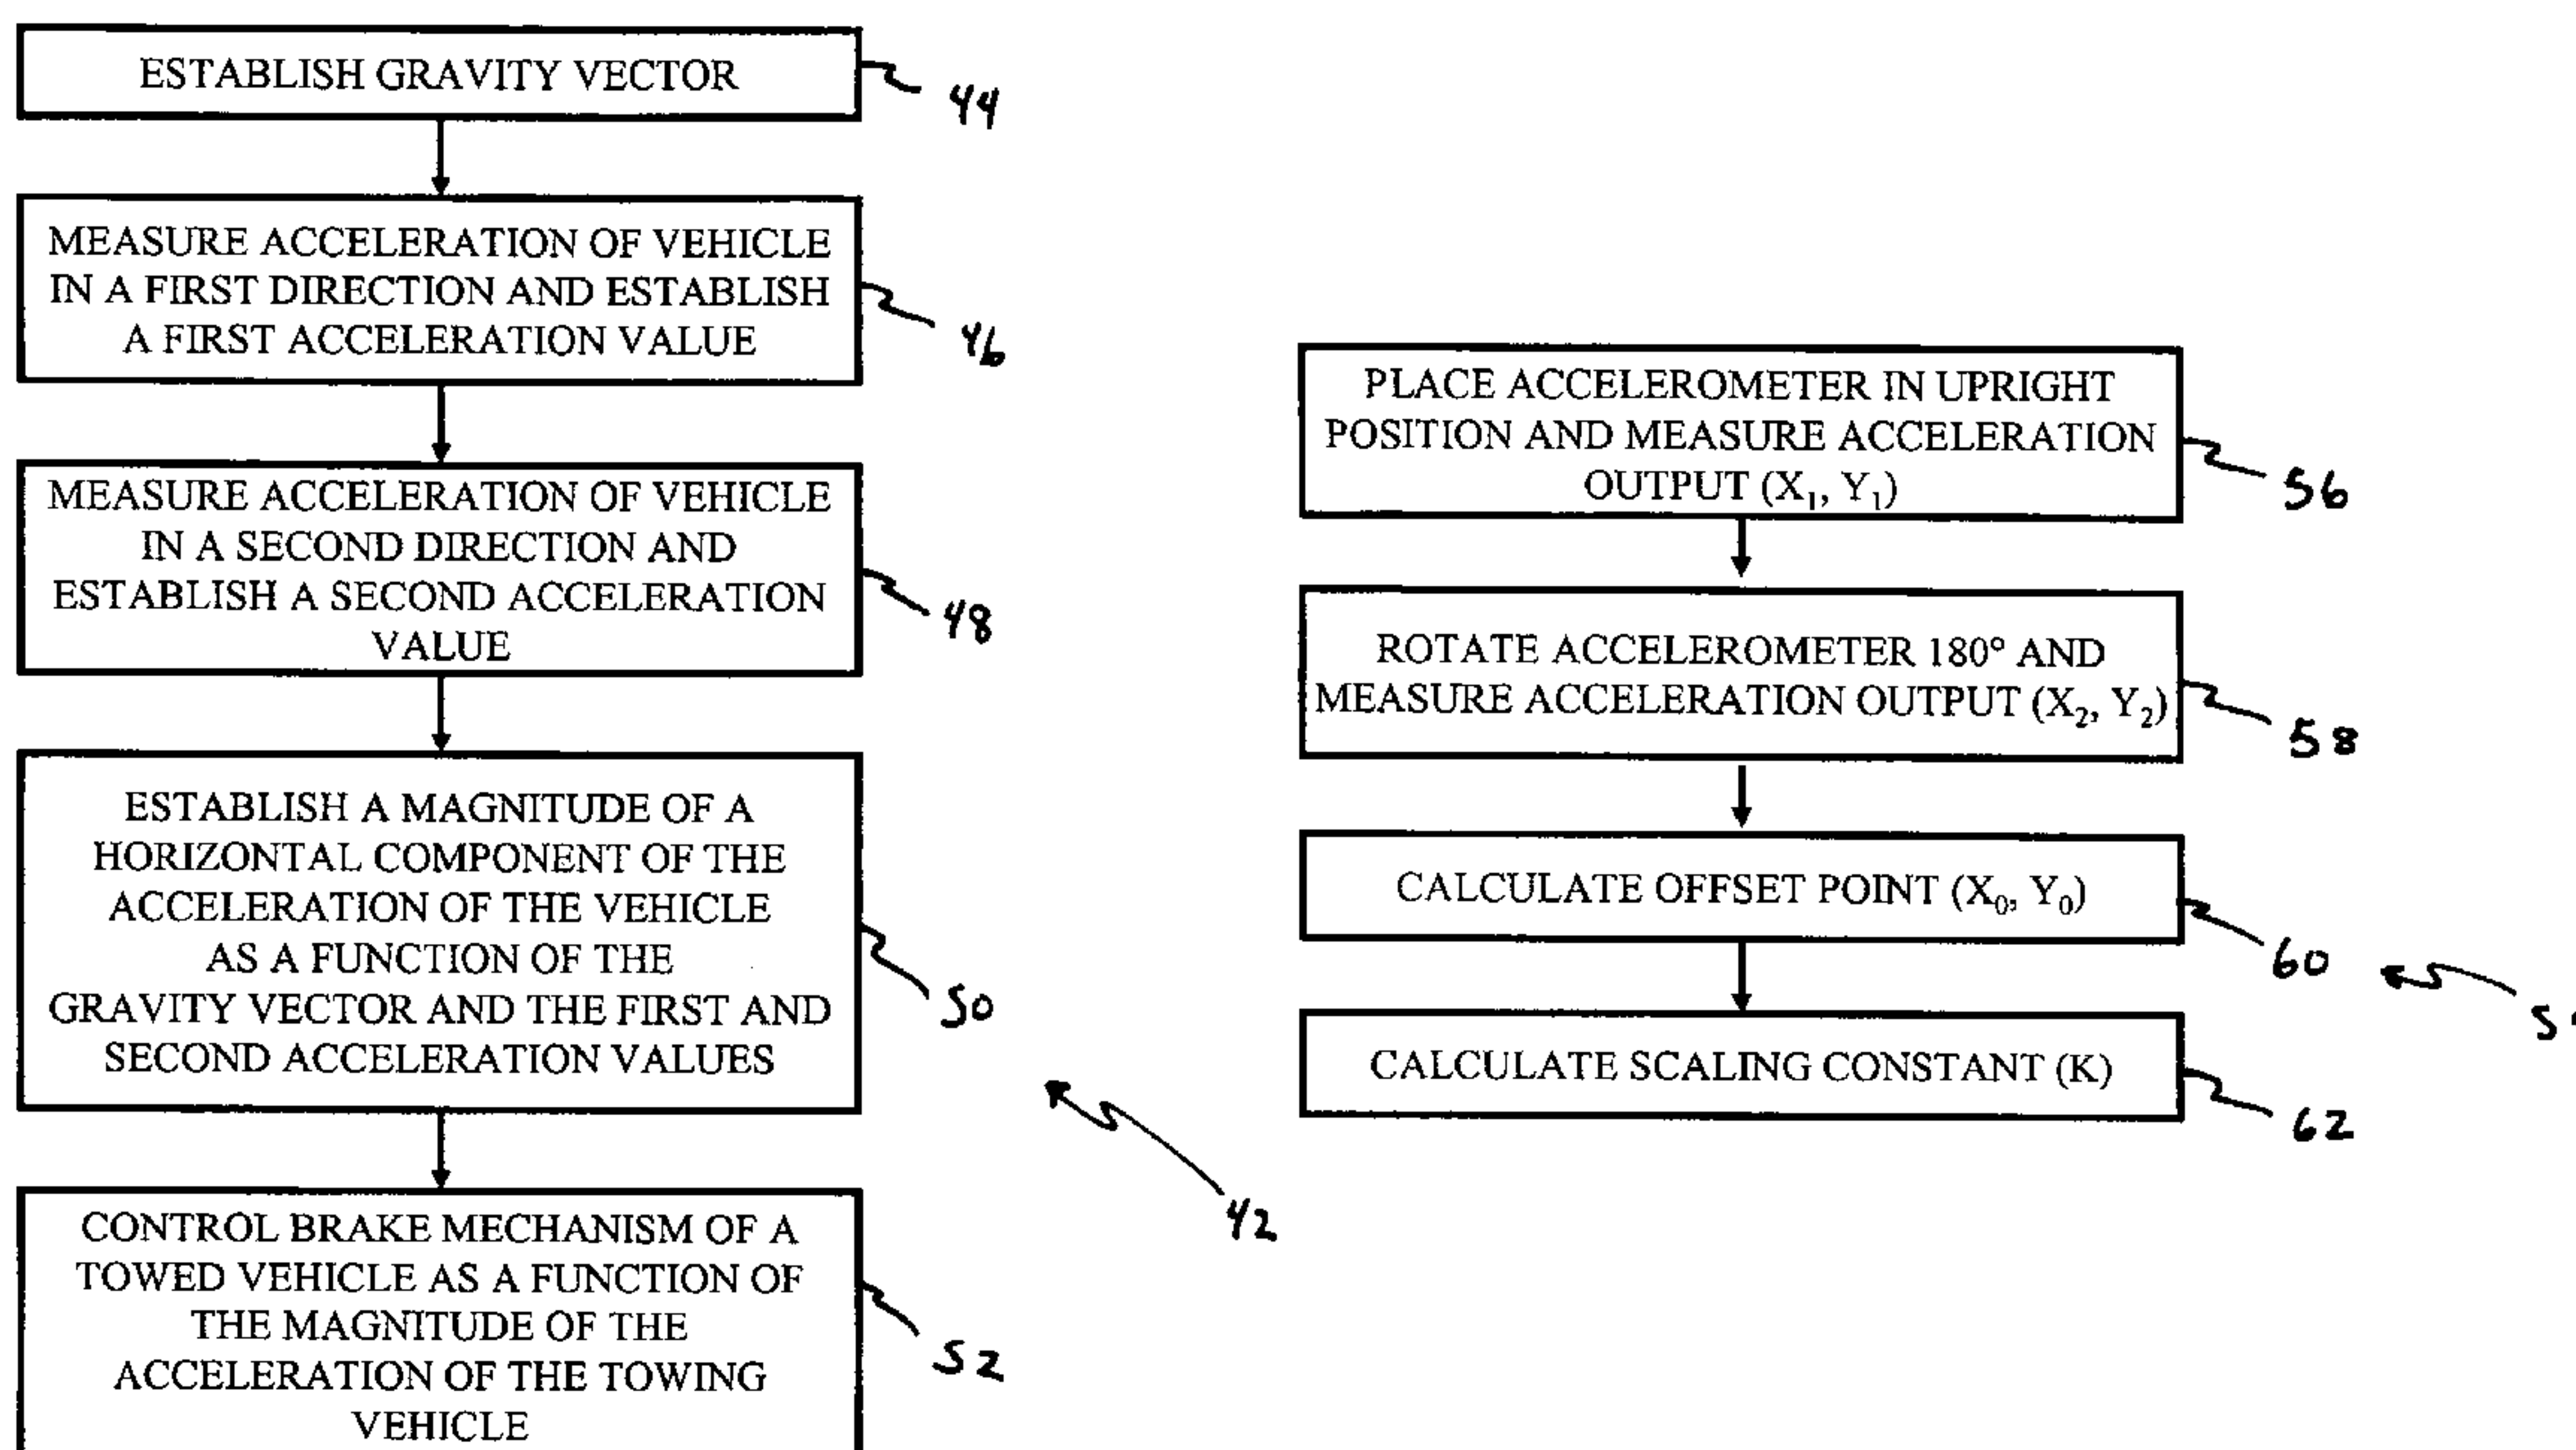 ESTABLISH GRAVITY VECTOR
44
MEASURE ACCELERATION OF VEHICLE
IN A FIRST DIRECTION AND ESTABLISH
A FIRST ACCELERATION VALUE
46
MEASURE ACCELERATION OF VEHICLE
IN A SECOND DIRECTION AND
ESTABLISH A SECOND ACCELERATION
VALUE
48
ESTABLISH A MAGNITUDE OF A
HORIZONTAL COMPONENT OF THE
ACCELERATION OF THE VEHICLE
AS A FUNCTION OF THE
GRAVITY VECTOR AND THE FIRST AND
SECOND ACCELERATION VALUES
50
42
CONTROL BRAKE MECHANISM OF A
TOWED VEHICLE AS A FUNCTION OF
THE MAGNITUDE OF THE
ACCELERATION OF THE TOWING
VEHICLE
52
PLACE ACCELEROMETER IN UPRIGHT
POSITION AND MEASURE ACCELERATION
OUTPUT (X₁, Y₁)
56
ROTATE ACCELEROMETER 180° AND
MEASURE ACCELERATION OUTPUT (X₂, Y₂)
58
CALCULATE OFFSET POINT (X₀, Y₀)
60
CALCULATE SCALING CONSTANT (K)
62